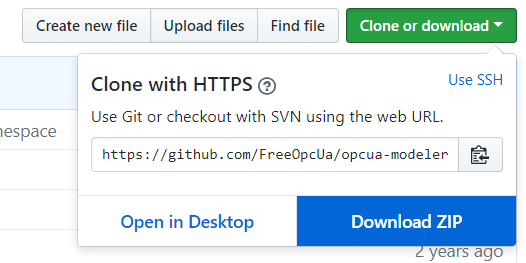 Create new file Upload files Find file Clone or download
Clone with HTTPS ? Use SSH
Use Git or checkout with SVN using the web URL.
https://github.com/FreeOpcUa/opcua-modeler
Open in Desktop Download ZIP
2 years ago